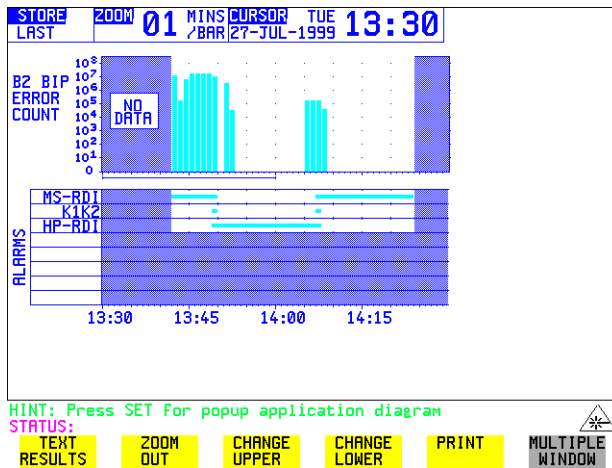 STORE ZOOM 01 MINS CURSOR TUE 13:30
LAST /BAR 27-JUL-1999
B2 BIP
ERROR
COUNT
10⁸
10⁷
10⁶
10⁵
10⁴
10³
10²
10¹
0
NO
DATA
MS-RDI
K1K2
HP-RDI
ALARMS
13:30 13:45 14:00 14:15
HINT: Press SET for popup application diagram
STATUS:
TEXT RESULTS
ZOOM OUT
CHANGE UPPER
CHANGE LOWER
PRINT
MULTIPLE WINDOW